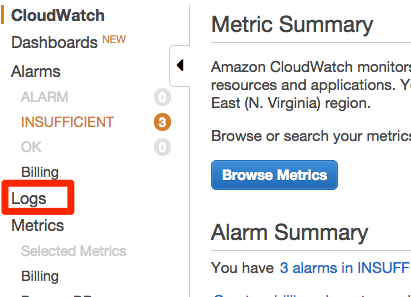 CloudWatch
Dashboards NEW
Alarms
ALARM 0
INSUFFICIENT 3
OK 0
Billing
Logs
Metrics
Selected Metrics
Billing
Metric Summary
Amazon CloudWatch monitors
resources and applications. Yo
East (N. Virginia) region.
Browse or search your metrics
Browse Metrics
Alarm Summary
You have 3 alarms in INSUFF